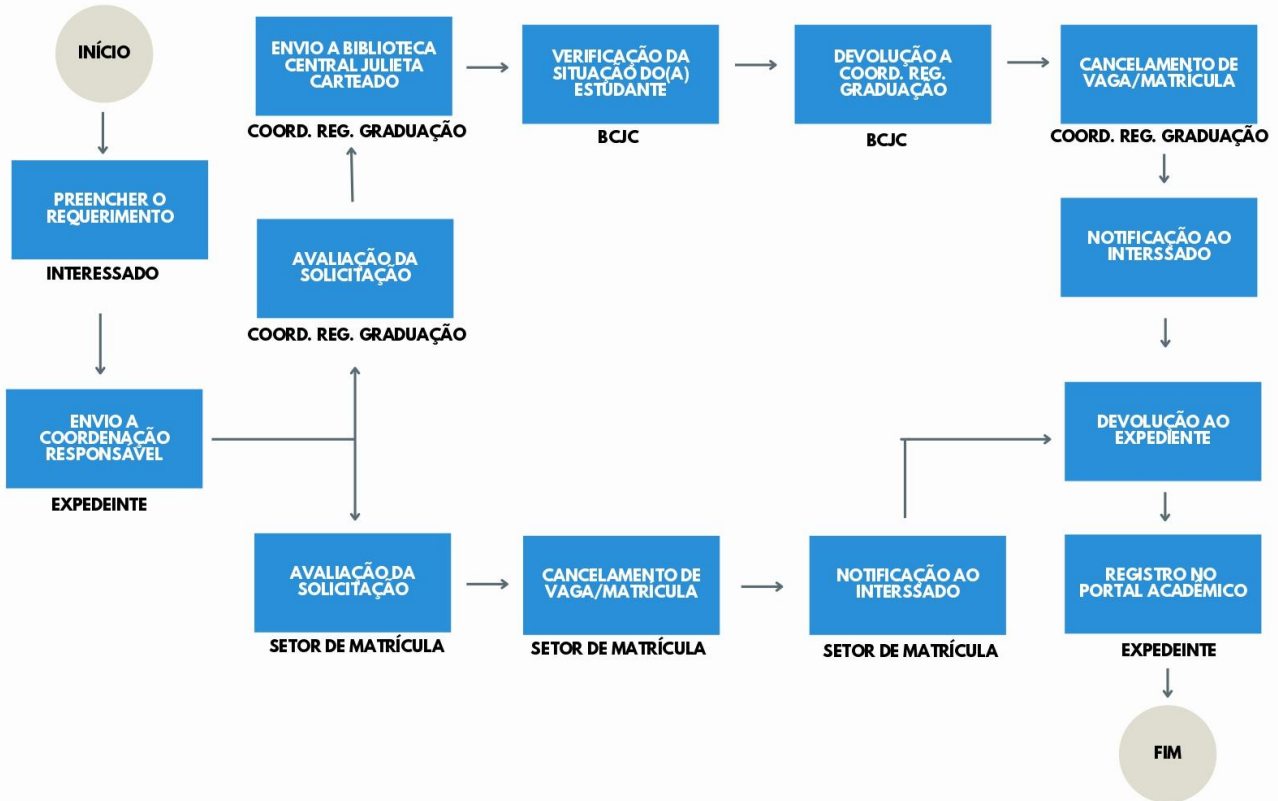 INÍCIO
PREENCHER O
REQUERIMENTO
INTERESSADO
ENVIO A
COORDENAÇÃO
RESPONSÁVEL
EXPEDEINTE
AVALIAÇÃO DA
SOLICITAÇÃO
COORD. REG. GRADUAÇÃO
ENVIO A BIBLIOTECA
CENTRAL JULIETA
CARTEADO
COORD. REG. GRADUAÇÃO
VERIFICAÇÃO DA
SITUAÇÃO DO(A)
ESTUDANTE
BCJC
DEVOLUÇÃO A
COORD. REG.
GRADUAÇÃO
BCJC
CANCELAMENTO DE
VAGA/MATRÍCULA
COORD. REG. GRADUAÇÃO
NOTIFICAÇÃO AO
INTERSSADO
AVALIAÇÃO DA
SOLICITAÇÃO
SETOR DE MATRÍCULA
CANCELAMENTO DE
VAGA/MATRÍCULA
SETOR DE MATRÍCULA
NOTIFICAÇÃO AO
INTERSSADO
SETOR DE MATRÍCULA
DEVOLUÇÃO AO
EXPEDIENTE
REGISTRO NO
PORTAL ACADÊMICO
EXPEDEINTE
FIM